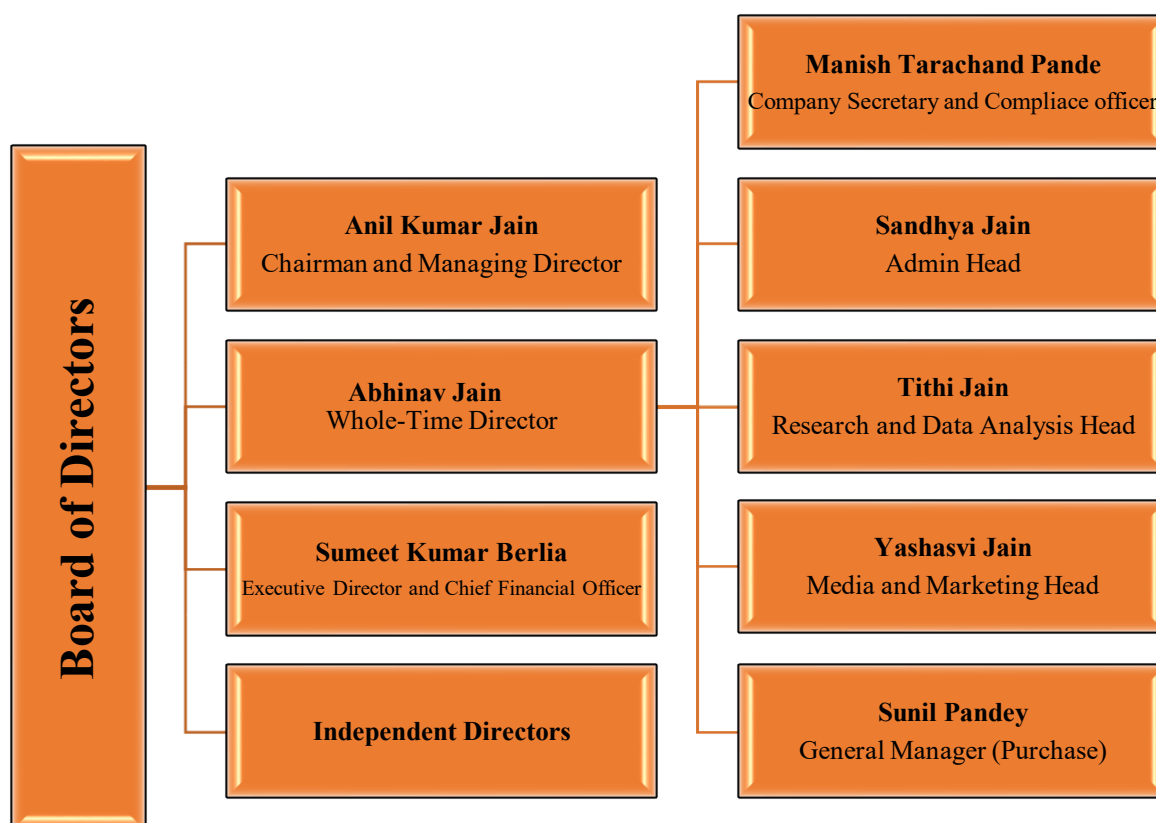 Board of Directors
Anil Kumar Jain
Chairman and Managing Director
Abhinav Jain
Whole-Time Director
Sumeet Kumar Berlia
Executive Director and Chief Financial Officer
Independent Directors
Manish Tarachand Pande
Company Secretary and Compliace officer
Sandhya Jain
Admin Head
Tithi Jain
Research and Data Analysis Head
Yashasvi Jain
Media and Marketing Head
Sunil Pandey
General Manager (Purchase)